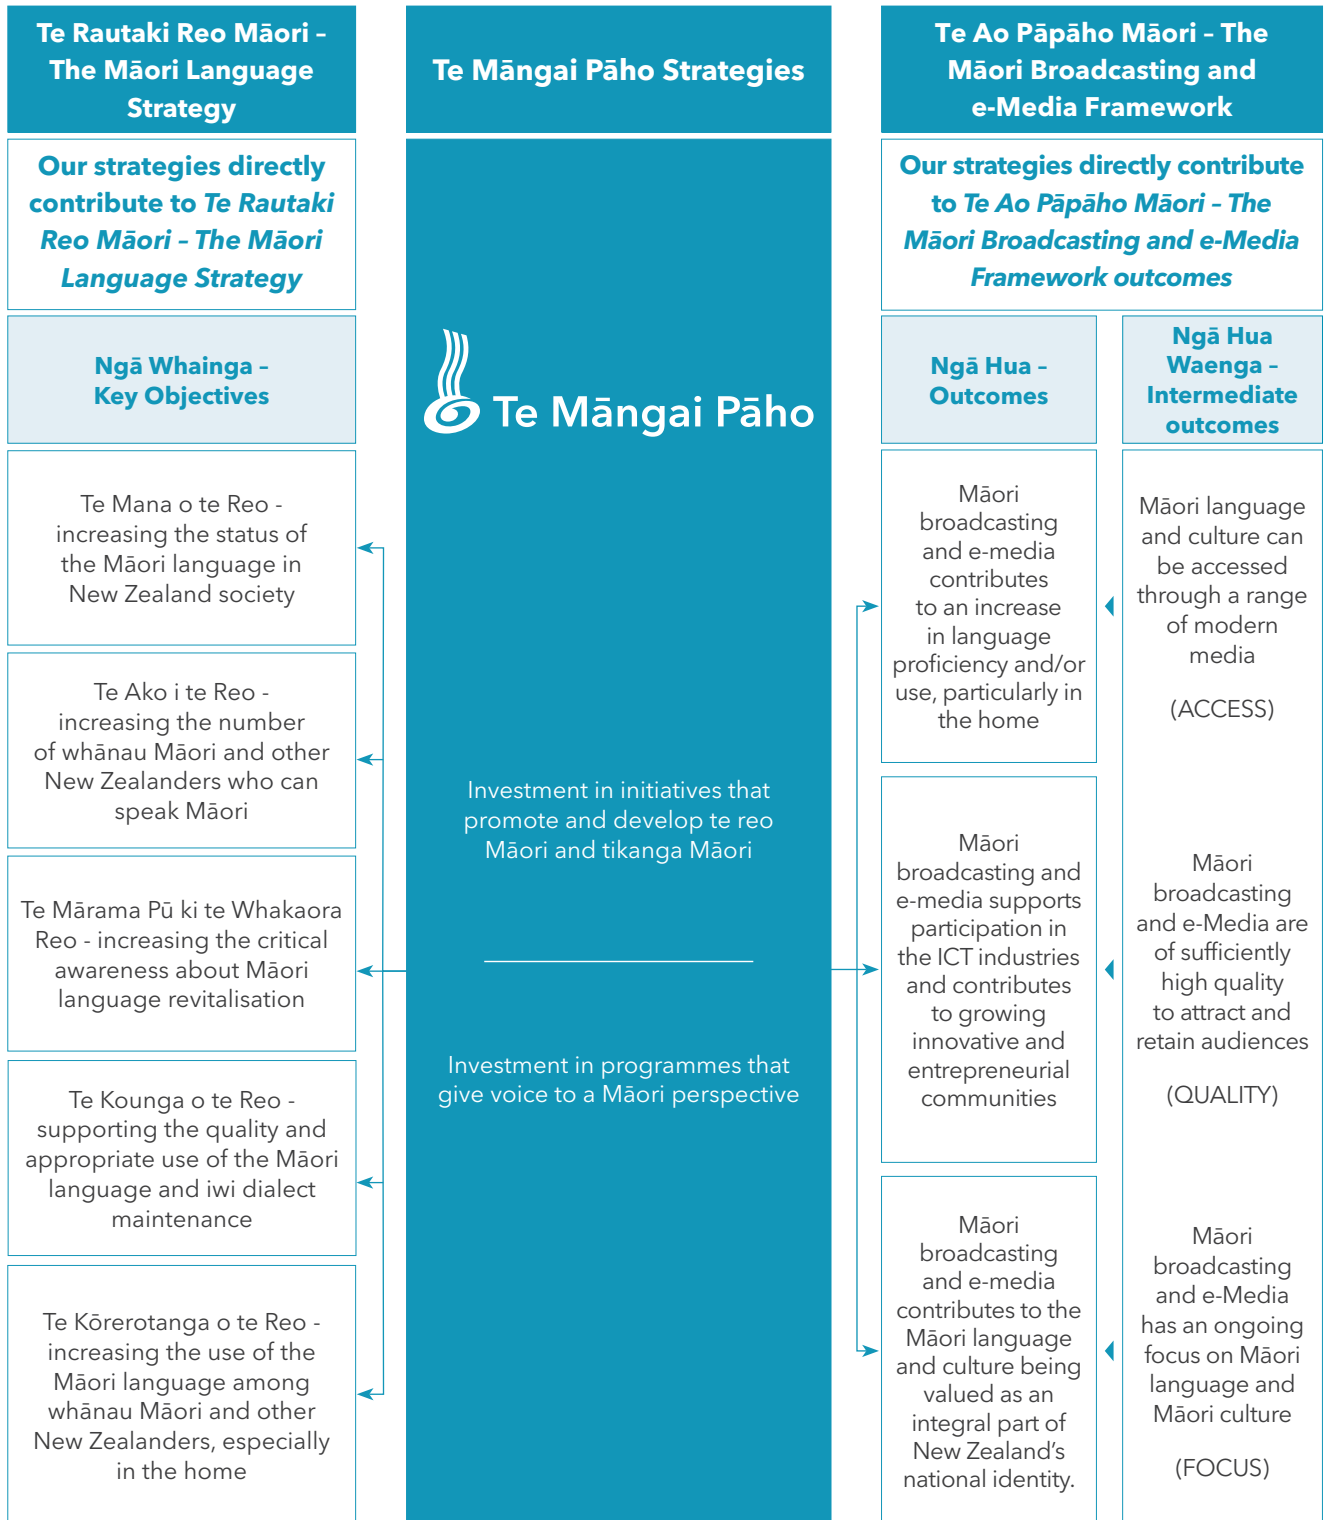 Te Rautaki Reo Māori –
The Māori Language
Strategy
Our strategies directly
contribute to Te Rautaki
Reo Māori – The Māori
Language Strategy
Ngā Whainga –
Key Objectives
Te Mana o te Reo -
increasing the status of
the Māori language in
New Zealand society
Te Ako i te Reo -
increasing the number
of whānau Māori and other
New Zealanders who can
speak Māori
Te Mārama Pū ki te Whakaora
Reo - increasing the critical
awareness about Māori
language revitalisation
Te Kounga o te Reo -
supporting the quality and
appropriate use of the Māori
language and iwi dialect
maintenance
Te Kōrerotanga o te Reo -
increasing the use of the
Māori language among
whānau Māori and other
New Zealanders, especially
in the home
Te Māngai Pāho Strategies
Te Māngai Pāho
Investment in initiatives that
promote and develop te reo
Māori and tikanga Māori
Investment in programmes that
give voice to a Māori perspective
Te Ao Pāpāho Māori – The
Māori Broadcasting and
e-Media Framework
Our strategies directly contribute
to Te Ao Pāpāho Māori – The
Māori Broadcasting and e-Media
Framework outcomes
Ngā Hua –
Outcomes
Māori
broadcasting
and e-media
contributes
to an increase
in language
proficiency and/or
use, particularly in
the home
Māori
broadcasting and
e-media supports
participation in
the ICT industries
and contributes
to growing
innovative and
entrepreneurial
communities
Māori
broadcasting
and e-media
contributes to the
Māori language
and culture being
valued as an
integral part of
New Zealand’s
national identity.
Ngā Hua
Waenga –
Intermediate
outcomes
Māori language
and culture can
be accessed
through a range
of modern
media
(ACCESS)
Māori
broadcasting
and e-Media are
of sufficiently
high quality
to attract and
retain audiences
(QUALITY)
Māori
broadcasting
and e-Media
has an ongoing
focus on Māori
language and
Māori culture
(FOCUS)